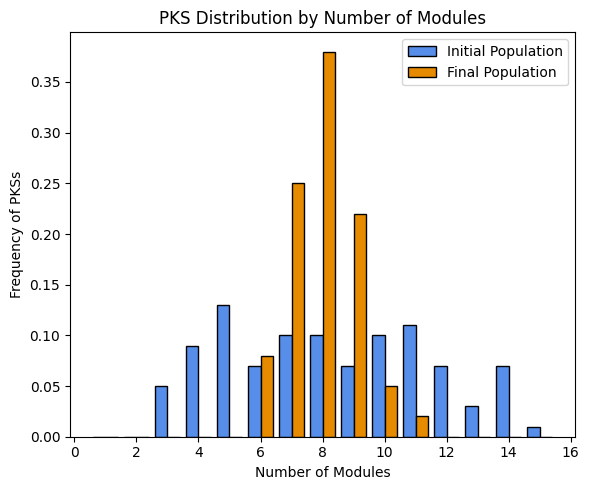 PKS Distribution by Number of Modules
Initial Population
Final Population
Frequency of PKSs
0.35
0.30
0.25
0.20
0.15
0.10
0.05
0.00
0 2 4 6 8 10 12 14 16
Number of Modules